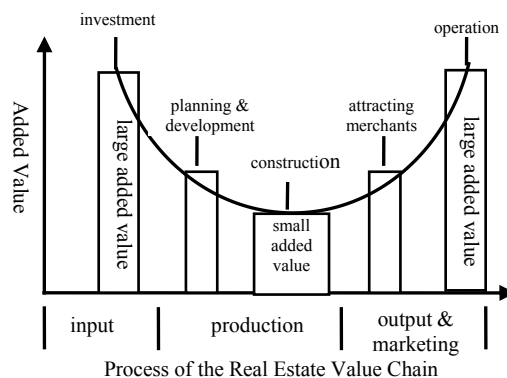 investment
operation
planning &
development
attracting
merchants
construction
Added Value
large added value
small
added
value
large added value
input
production
output &
marketing
Process of the Real Estate Value Chain